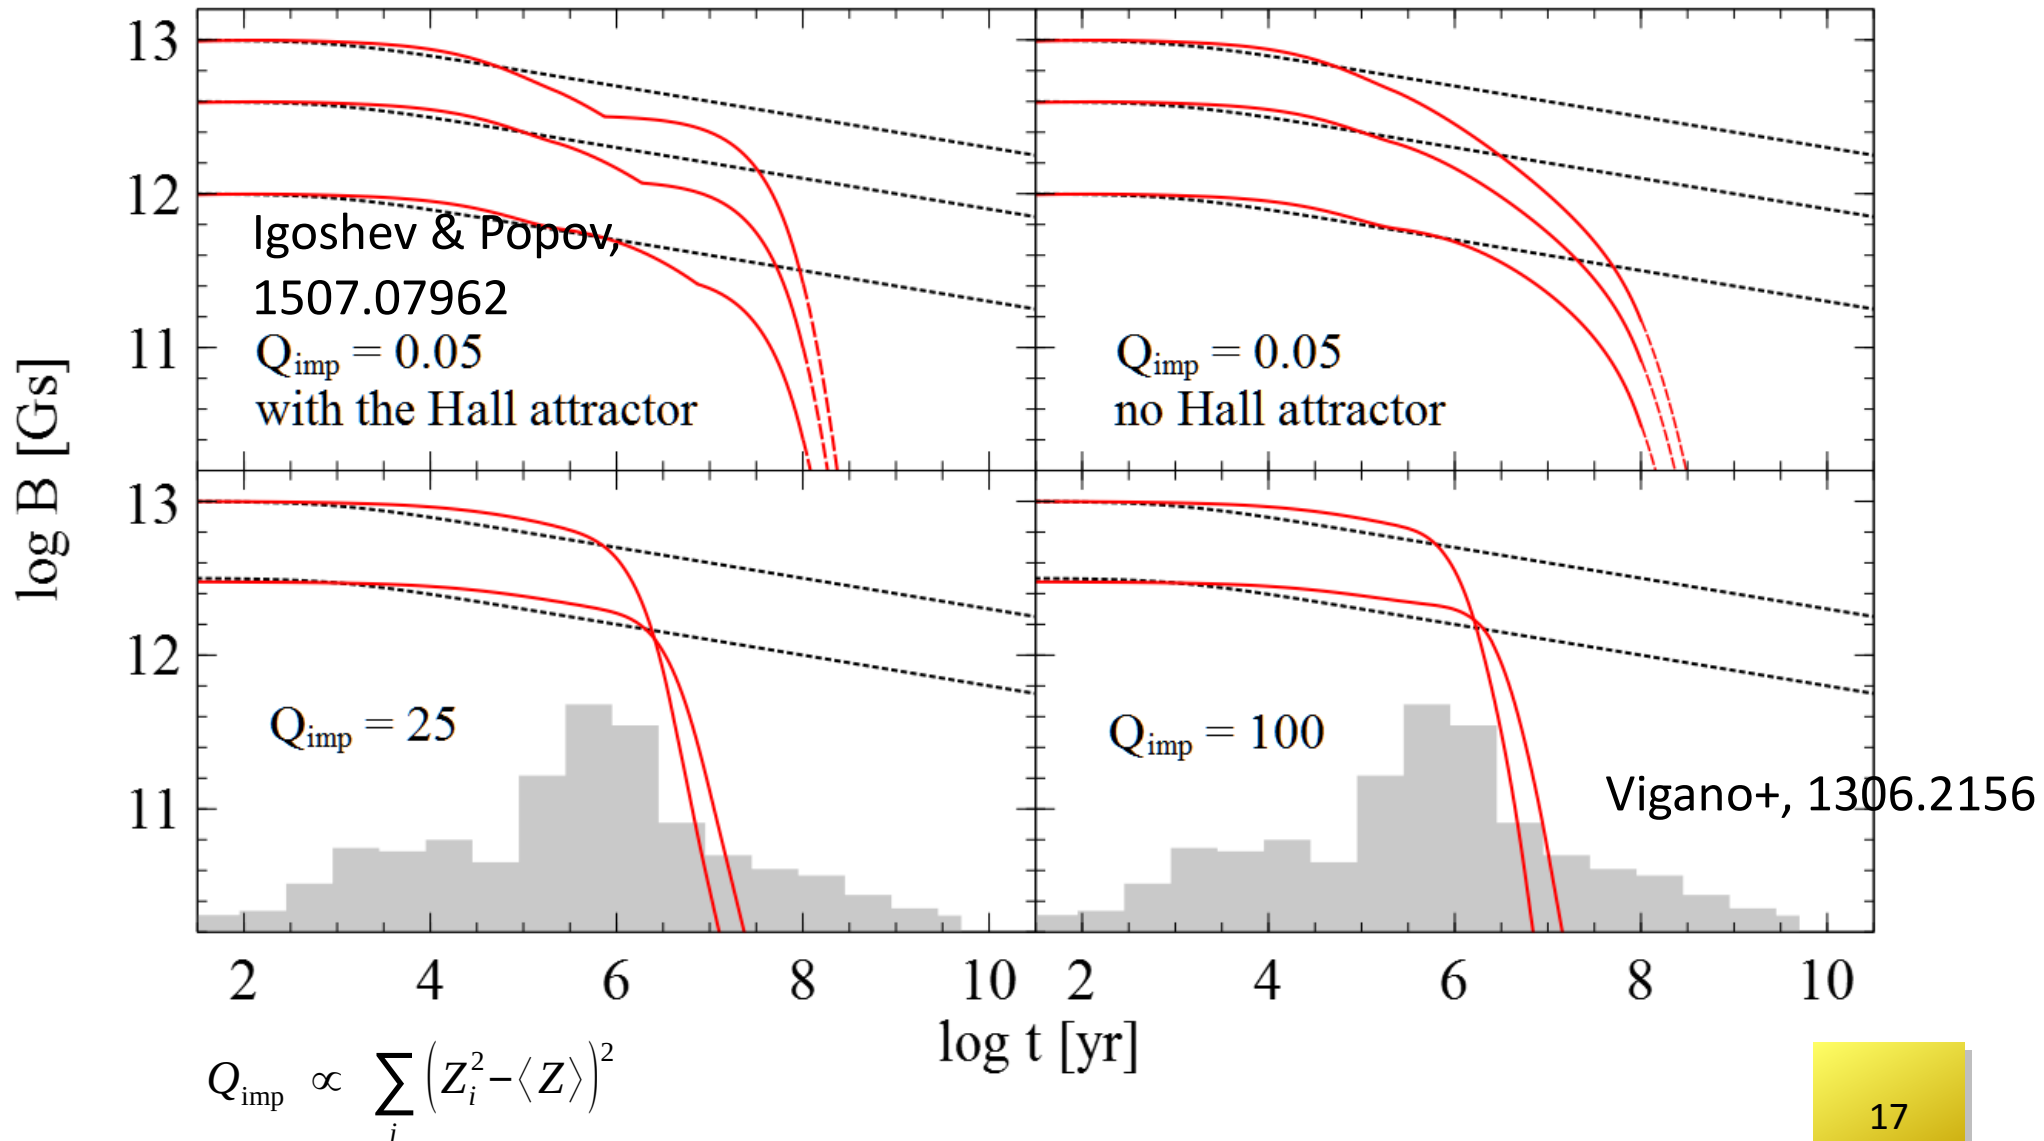 13
12
11
Igoshev & Popov,
1507.07962
Q_imp = 0.05
with the Hall attractor
Q_imp = 0.05
no Hall attractor
log B [Gs]
13
12
11
Q_imp = 25
Q_imp = 100
Vigano+, 1306.2156
2 4 6 8 10 2 4 6 8 10
log t [yr]
Q_imp ∝ ∑_i (Z_i^2 − ⟨Z⟩)^2
17